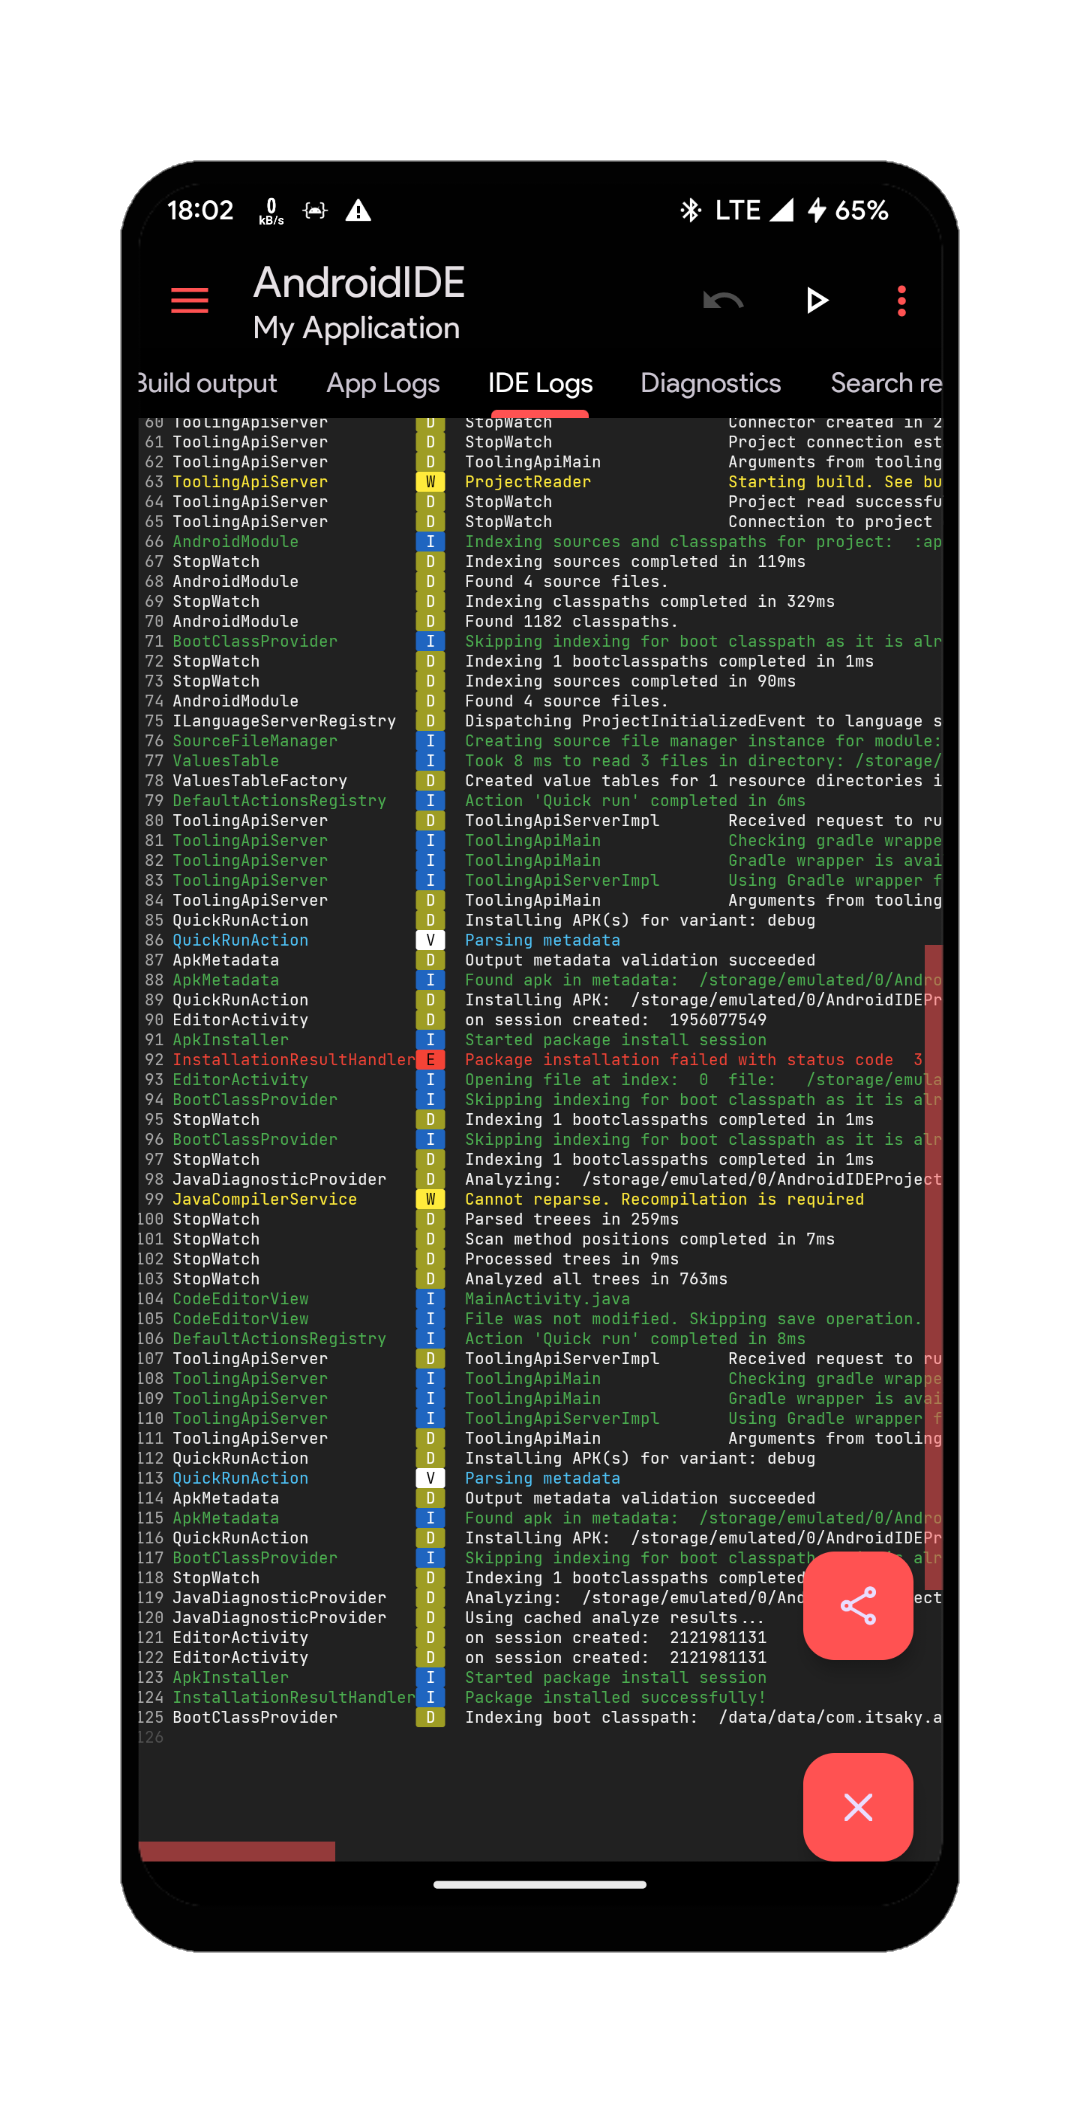 18:02 0 kB/s LTE 65%
AndroidIDE
My Application
Build output App Logs IDE Logs Diagnostics Search re
60 ToolingApiServer D StopWatch Connector created in 2
61 ToolingApiServer D StopWatch Project connection est
62 ToolingApiServer D ToolingApiMain Arguments from tooling
63 ToolingApiServer W ProjectReader Starting build. See bu
64 ToolingApiServer D StopWatch Project read successfu
65 ToolingApiServer D StopWatch Connection to project
66 AndroidModule I Indexing sources and classpaths for project: :ap
67 StopWatch D Indexing sources completed in 119ms
68 AndroidModule D Found 4 source files.
69 StopWatch D Indexing classpaths completed in 329ms
70 AndroidModule D Found 1182 classpaths.
71 BootClassProvider I Skipping indexing for boot classpath as it is alr
72 StopWatch D Indexing 1 bootclasspaths completed in 1ms
73 StopWatch D Indexing sources completed in 90ms
74 AndroidModule D Found 4 source files.
75 ILanguageServerRegistry D Dispatching ProjectInitializedEvent to language s
76 SourceFileManager I Creating source file manager instance for module:
77 ValuesTable I Took 8 ms to read 3 files in directory: /storage/
78 ValuesTableFactory D Created value tables for 1 resource directories i
79 DefaultActionsRegistry I Action 'Quick run' completed in 6ms
80 ToolingApiServer D ToolingApiServerImpl Received request to ru
81 ToolingApiServer I ToolingApiMain Checking gradle wrappe
82 ToolingApiServer I ToolingApiMain Gradle wrapper is avai
83 ToolingApiServer I ToolingApiServerImpl Using Gradle wrapper f
84 ToolingApiServer D ToolingApiMain Arguments from tooling
85 QuickRunAction D Installing APK(s) for variant: debug
86 QuickRunAction V Parsing metadata
87 ApkMetadata D Output metadata validation succeeded
88 ApkMetadata I Found apk in metadata: /storage/emulated/0/Andro
89 QuickRunAction D Installing APK: /storage/emulated/0/AndroidIDEPr
90 EditorActivity D on session created: 1956077549
91 ApkInstaller I Started package install session
92 InstallationResultHandler E Package installation failed with status code 3
93 EditorActivity I Opening file at index: 0 file: /storage/emula
94 BootClassProvider I Skipping indexing for boot classpath as it is alr
95 StopWatch D Indexing 1 bootclasspaths completed in 1ms
96 BootClassProvider I Skipping indexing for boot classpath as it is alr
97 StopWatch D Indexing 1 bootclasspaths completed in 1ms
98 JavaDiagnosticProvider D Analyzing: /storage/emulated/0/AndroidIDEProject
99 JavaCompilerService W Cannot reparse. Recompilation is required
100 StopWatch D Parsed treees in 259ms
101 StopWatch D Scan method positions completed in 7ms
102 StopWatch D Processed trees in 9ms
103 StopWatch D Analyzed all trees in 763ms
104 CodeEditorView I MainActivity.java
105 CodeEditorView I File was not modified. Skipping save operation.
106 DefaultActionsRegistry I Action 'Quick run' completed in 8ms
107 ToolingApiServer D ToolingApiServerImpl Received request to ru
108 ToolingApiServer I ToolingApiMain Checking gradle wrappe
109 ToolingApiServer I ToolingApiMain Gradle wrapper is avai
110 ToolingApiServer I ToolingApiServerImpl Using Gradle wrapper f
111 ToolingApiServer D ToolingApiMain Arguments from tooling
112 QuickRunAction D Installing APK(s) for variant: debug
113 QuickRunAction V Parsing metadata
114 ApkMetadata D Output metadata validation succeeded
115 ApkMetadata I Found apk in metadata: /storage/emulated/0/Andro
116 QuickRunAction D Installing APK: /storage/emulated/0/AndroidIDEPr
117 BootClassProvider I Skipping indexing for boot classpath alr
118 StopWatch D Indexing 1 bootclasspaths completed
119 JavaDiagnosticProvider D Analyzing: /storage/emulated/0/And ect
120 JavaDiagnosticProvider D Using cached analyze results...
121 EditorActivity D on session created: 2121981131
122 EditorActivity D on session created: 2121981131
123 ApkInstaller I Started package install session
124 InstallationResultHandler I Package installed successfully!
125 BootClassProvider D Indexing boot classpath: /data/data/com.itsaky.a
126